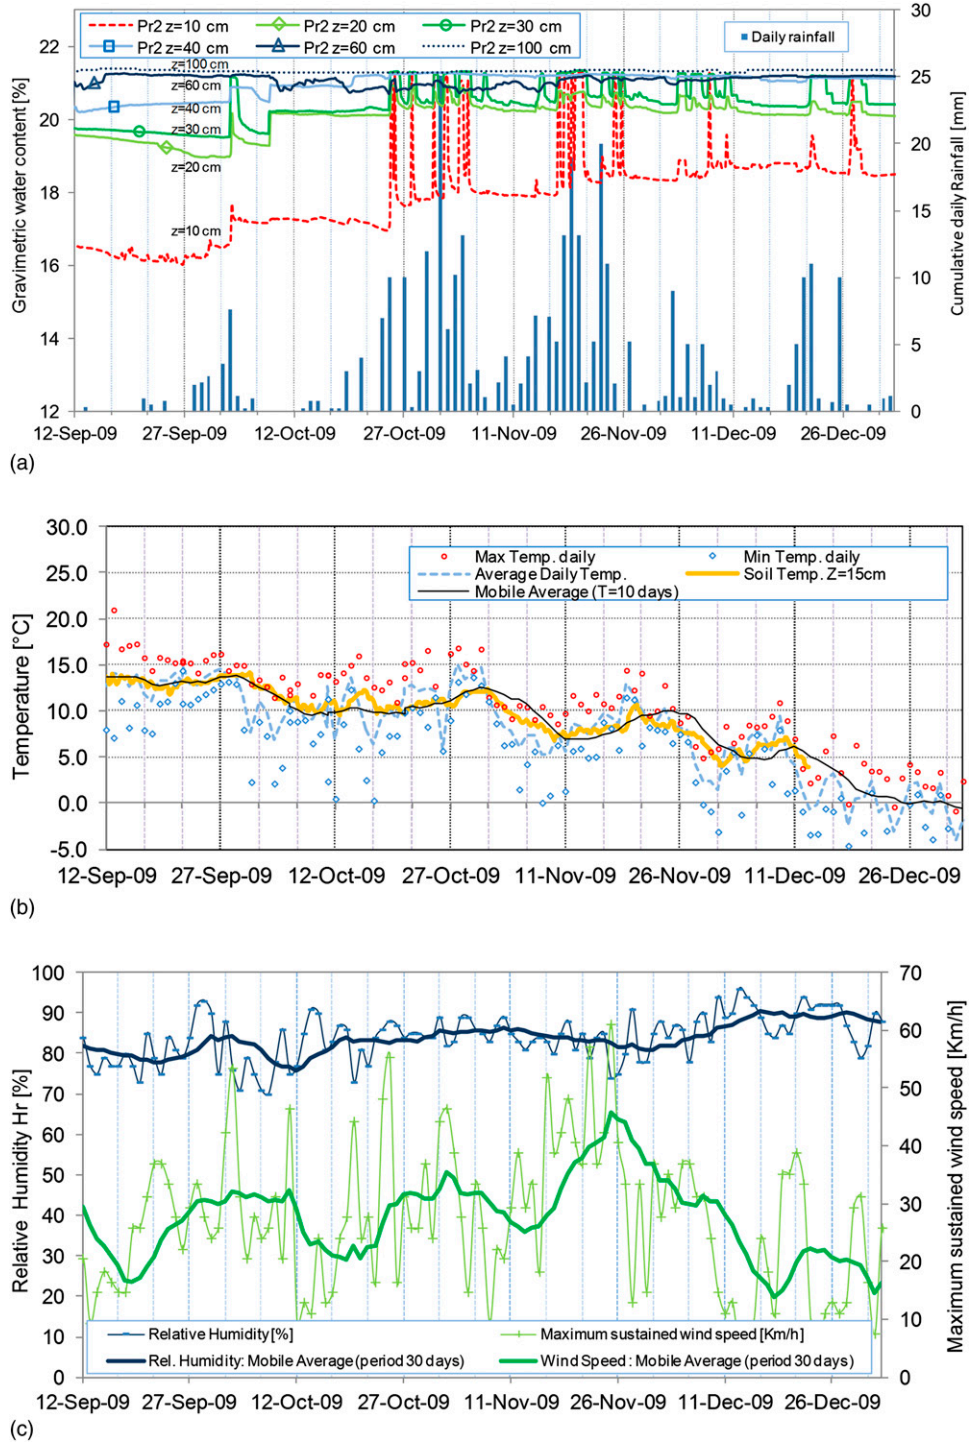 Pr2 z=10 cm Pr2 z=20 cm Pr2 z=30 cm
Pr2 z=40 cm Pr2 z=60 cm Pr2 z=100 cm
Daily rainfall
Gravimetric water content [%]
22
20
18
16
14
12
z=100 cm
z=60 cm
z=40 cm
z=30 cm
z=20 cm
z=10 cm
30
25
20
15
10
5
0
Cumulative daily Rainfall [mm]
12-Sep-09 27-Sep-09 12-Oct-09 27-Oct-09 11-Nov-09 26-Nov-09 11-Dec-09 26-Dec-09
(a)
Temperature [°C]
30.0
25.0
20.0
15.0
10.0
5.0
0.0
-5.0
Max Temp. daily Min Temp. daily
Average Daily Temp. Soil Temp. Z=15cm
Mobile Average (T=10 days)
12-Sep-09 27-Sep-09 12-Oct-09 27-Oct-09 11-Nov-09 26-Nov-09 11-Dec-09 26-Dec-09
(b)
Relative Humidity Hr [%]
100
90
80
70
60
50
40
30
20
10
0
70
60
50
40
30
20
10
0
Maximum sustained wind speed [Km/h]
Relative Humidity [%] Maximum sustained wind speed [Km/h]
Rel. Humidity: Mobile Average (period 30 days) Wind Speed: Mobile Average (period 30 days)
12-Sep-09 27-Sep-09 12-Oct-09 27-Oct-09 11-Nov-09 26-Nov-09 11-Dec-09 26-Dec-09
(c)